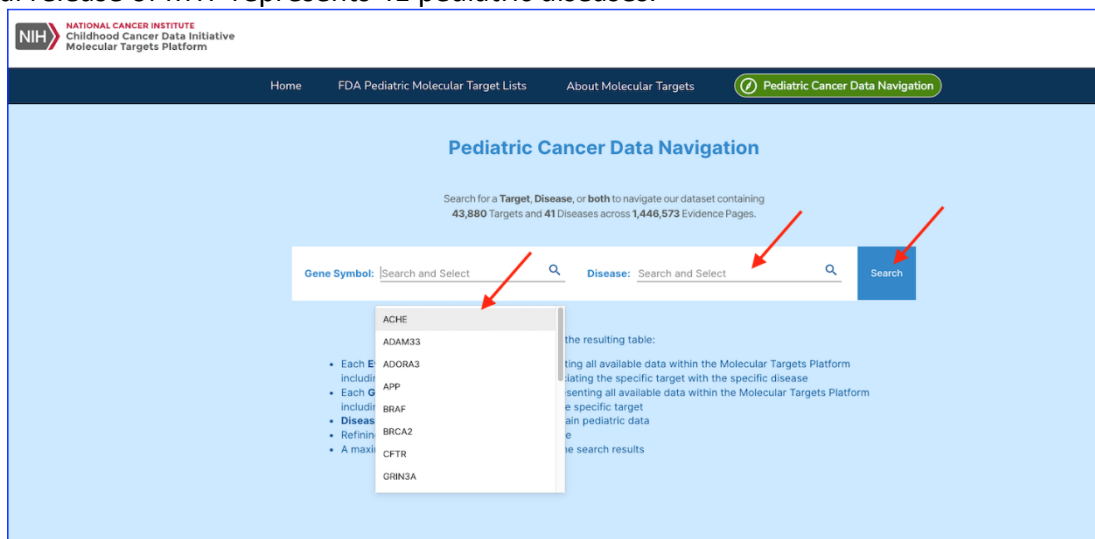 NIH NATIONAL CANCER INSTITUTE
Childhood Cancer Data Initiative
Molecular Targets Platform
Home FDA Pediatric Molecular Target Lists About Molecular Targets Pediatric Cancer Data Navigation
Pediatric Cancer Data Navigation
Search for a Target, Disease, or both to navigate our dataset containing
43,880 Targets and 41 Diseases across 1,446,573 Evidence Pages.
Gene Symbol: Search and Select Disease: Search and Select Search
ACHE
ADAM33
ADORA3
APP
BRAF
BRCA2
CFTR
GRIN3A
the resulting table:
• Each all available data within the Molecular Targets Platform
the specific target with the specific disease
• Each all available data within the Molecular Targets Platform
specific target
pediatric data
• A search results